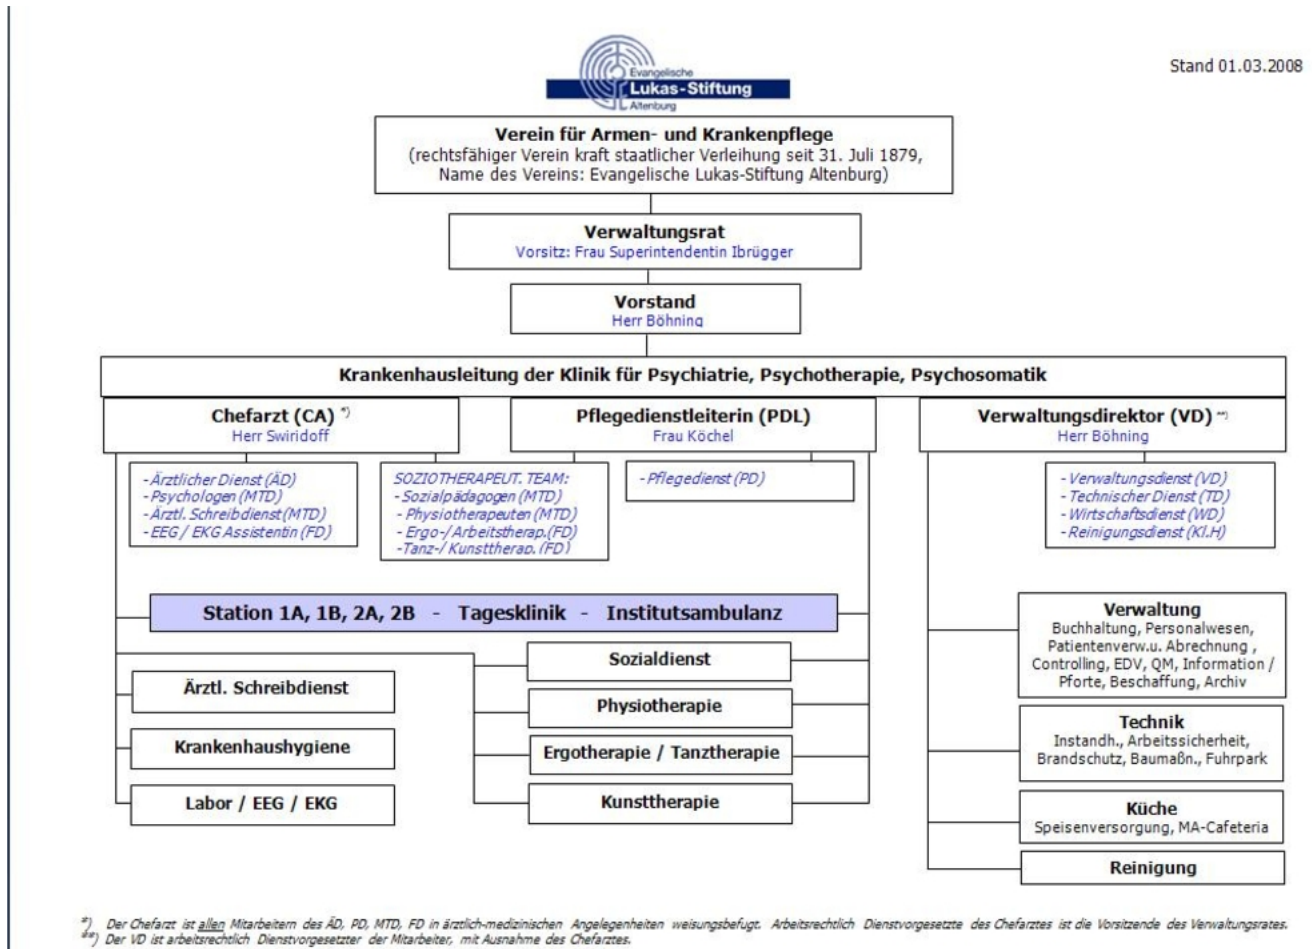 Evangelische
Lukas-Stiftung
Altenburg
Stand 01.03.2008
Verein für Armen- und Krankenpflege
(rechtsfähiger Verein kraft staatlicher Verleihung seit 31. Juli 1879,
Name des Vereins: Evangelische Lukas-Stiftung Altenburg)
Verwaltungsrat
Vorsitz: Frau Superintendentin Ibrügger
Vorstand
Herr Böhning
Krankenhausleitung der Klinik für Psychiatrie, Psychotherapie, Psychosomatik
Chefarzt (CA) *)
Herr Swiridoff
Pflegedienstleiterin (PDL)
Frau Köchel
Verwaltungsdirektor (VD) **)
Herr Böhning
- Ärztlicher Dienst (ÄD)
- Psychologen (MTD)
- Ärztl. Schreibdienst (MTD)
- EEG / EKG Assistentin (FD)
SOZIOTHERAPEUT. TEAM:
- Sozialpädagogen (MTD)
- Physiotherapeuten (MTD)
- Ergo-/ Arbeitstherap.(FD)
- Tanz-/ Kunsttherap. (FD)
- Pflegedienst (PD)
- Verwaltungsdienst (VD)
- Technischer Dienst (TD)
- Wirtschaftsdienst (WD)
- Reinigungsdienst (Kl.H)
Station 1A, 1B, 2A, 2B - Tagesklinik - Institutsambulanz
Ärztl. Schreibdienst
Krankenhaushygiene
Labor / EEG / EKG
Sozialdienst
Physiotherapie
Ergotherapie / Tanztherapie
Kunsttherapie
Verwaltung
Buchhaltung, Personalwesen,
Patientenverw.u. Abrechnung ,
Controlling, EDV, QM, Information /
Pforte, Beschaffung, Archiv
Technik
Instandh., Arbeitssicherheit,
Brandschutz, Baumaßn., Fuhrpark
Küche
Speisenversorgung, MA-Cafeteria
Reinigung
*) Der Chefarzt ist allen Mitarbeitern des ÄD, PD, MTD, FD in ärztlich-medizinischen Angelegenheiten weisungsbefugt. Arbeitsrechtlich Dienstvorgesetzte des Chefarztes ist die Vorsitzende des Verwaltungsrates.
**) Der VD ist arbeitsrechtlich Dienstvorgesetzter der Mitarbeiter, mit Ausnahme des Chefarztes.